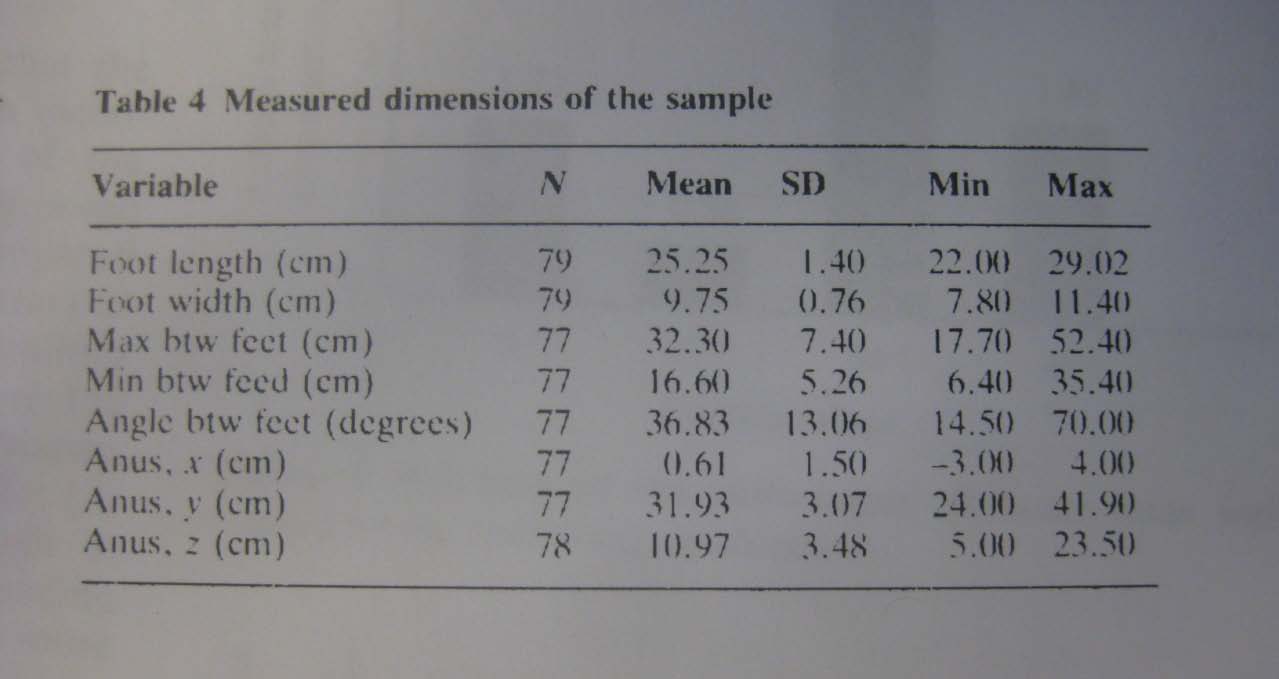 Table 4 Measured dimensions of the sample
Variable N Mean SD Min Max
Foot length (cm) 79 25.25 1.40 22.00 29.02
Foot width (cm) 79 9.75 0.76 7.80 11.40
Max btw feet (cm) 77 32.30 7.40 17.70 52.40
Min btw feed (cm) 77 16.60 5.26 6.40 35.40
Angle btw feet (degrees) 77 36.83 13.06 14.50 70.00
Anus, x (cm) 77 0.61 1.50 -3.00 4.00
Anus, y (cm) 77 31.93 3.07 24.00 41.90
Anus, z (cm) 78 10.97 3.48 5.00 23.50